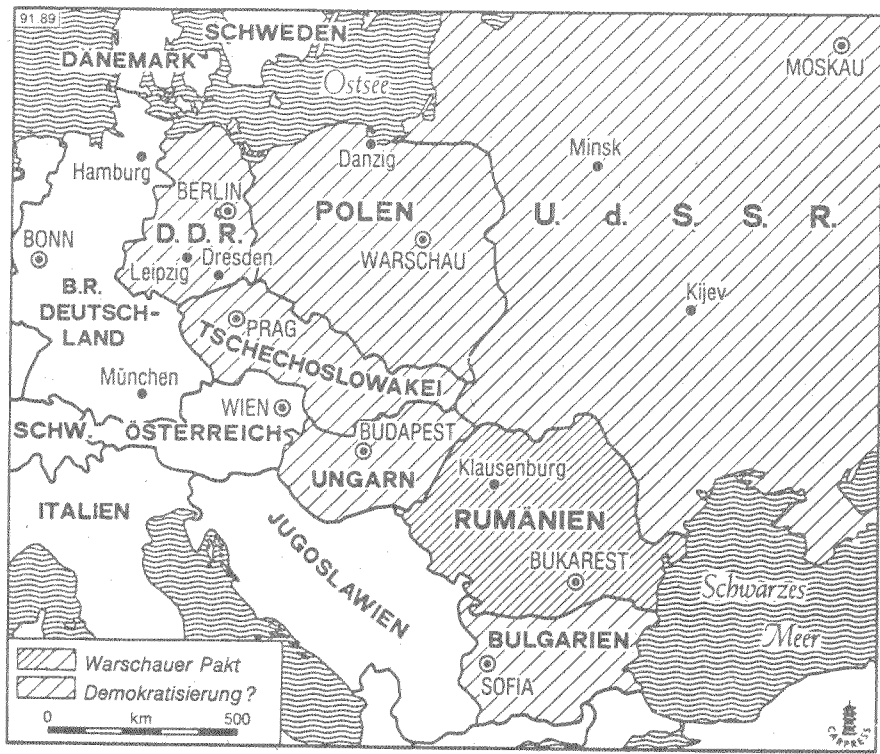 91.89
SCHWEDEN
DÄNEMARK
Ostsee
MOSKAU
Hamburg
Danzig
Minsk
BERLIN
POLEN
U. d. S. S. R.
D. D. R.
BONN
WARSCHAU
Leipzig
Dresden
B.R.
DEUTSCH-
LAND
Kijev
PRAG
TSCHECHOSLOWAKEI
München
WIEN
SCHW.
ÖSTERREICH
BUDAPEST
UNGARN
Klausenburg
ITALIEN
RUMÄNIEN
JUGOSLAWIEN
BUKAREST
Schwarzes
Meer
BULGARIEN
SOFIA
Warschauer Pakt
Demokratisierung?
0 km 500
CARPRESS